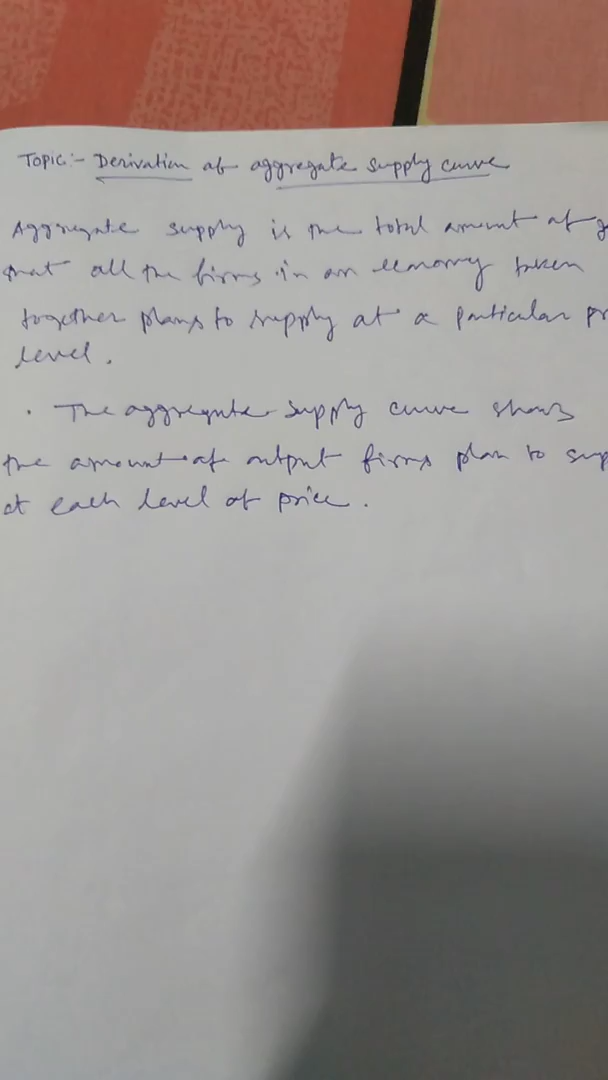 Topic:- Derivation of aggregate supply curve
Aggregate supply is the total amount of
that all the firms in an economy taken
together plans to supply at a particular
level.
. The aggregate supply curve shows
the amount of output firms plan to
at each level of price.